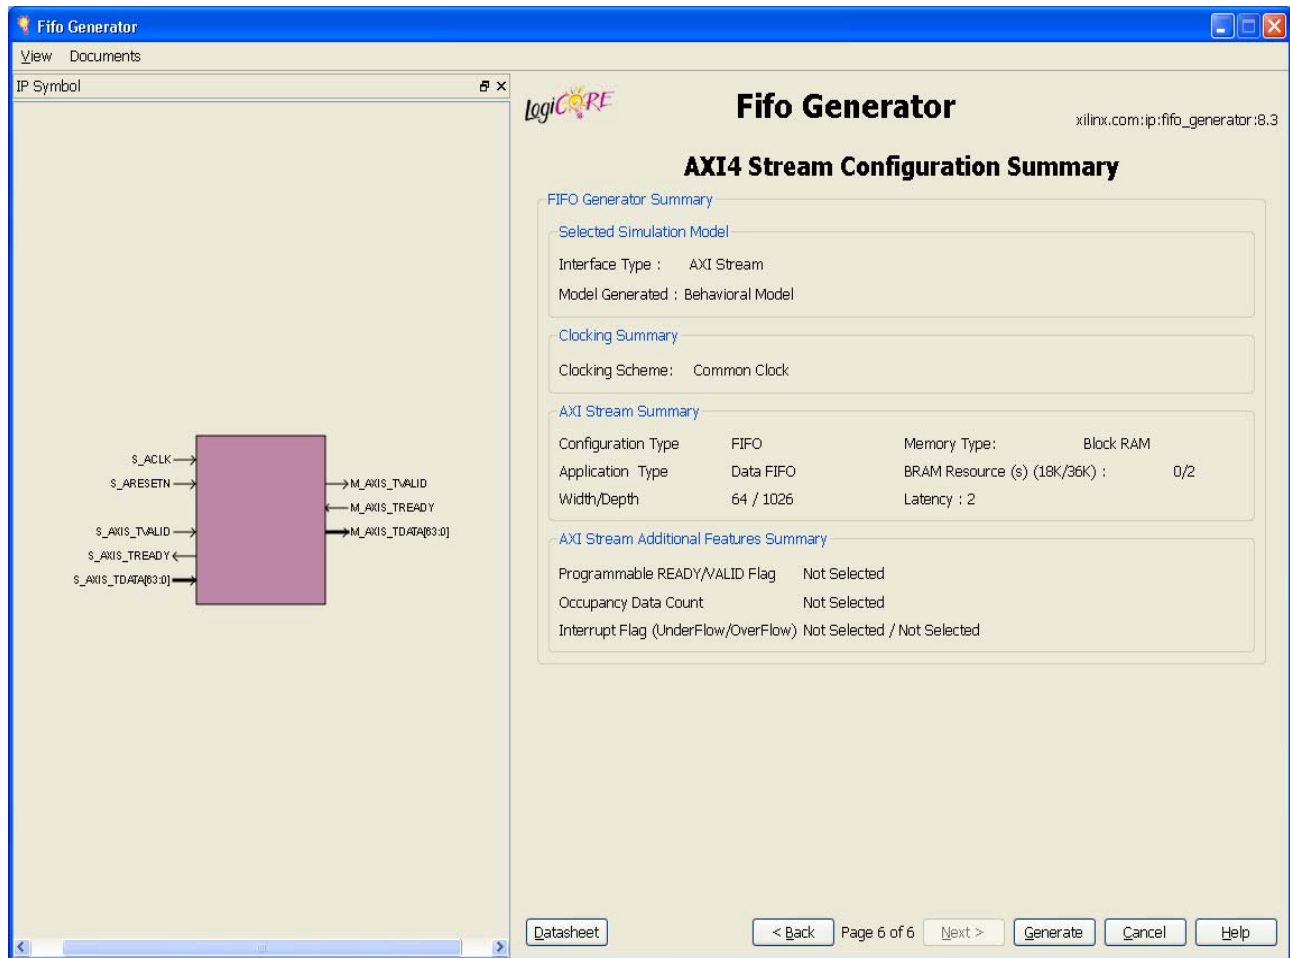 Fifo Generator
View Documents
IP Symbol
S_ACLK
S_ARESETN
S_AXIS_TVALID
S_AXIS_TREADY
S_AXIS_TDATA[63:0]
M_AXIS_TVALID
M_AXIS_TREADY
M_AXIS_TDATA[63:0]
LogiCORE
Fifo Generator
xilinx.com:ip:fifo_generator:8.3
AXI4 Stream Configuration Summary
FIFO Generator Summary
Selected Simulation Model
Interface Type : AXI Stream
Model Generated : Behavioral Model
Clocking Summary
Clocking Scheme: Common Clock
AXI Stream Summary
Configuration Type FIFO Memory Type: Block RAM
Application Type Data FIFO BRAM Resource (s) (18K/36K) : 0/2
Width/Depth 64 / 1026 Latency : 2
AXI Stream Additional Features Summary
Programmable READY/VALID Flag Not Selected
Occupancy Data Count Not Selected
Interrupt Flag (UnderFlow/OverFlow) Not Selected / Not Selected
Datasheet < Back Page 6 of 6 Next > Generate Cancel Help